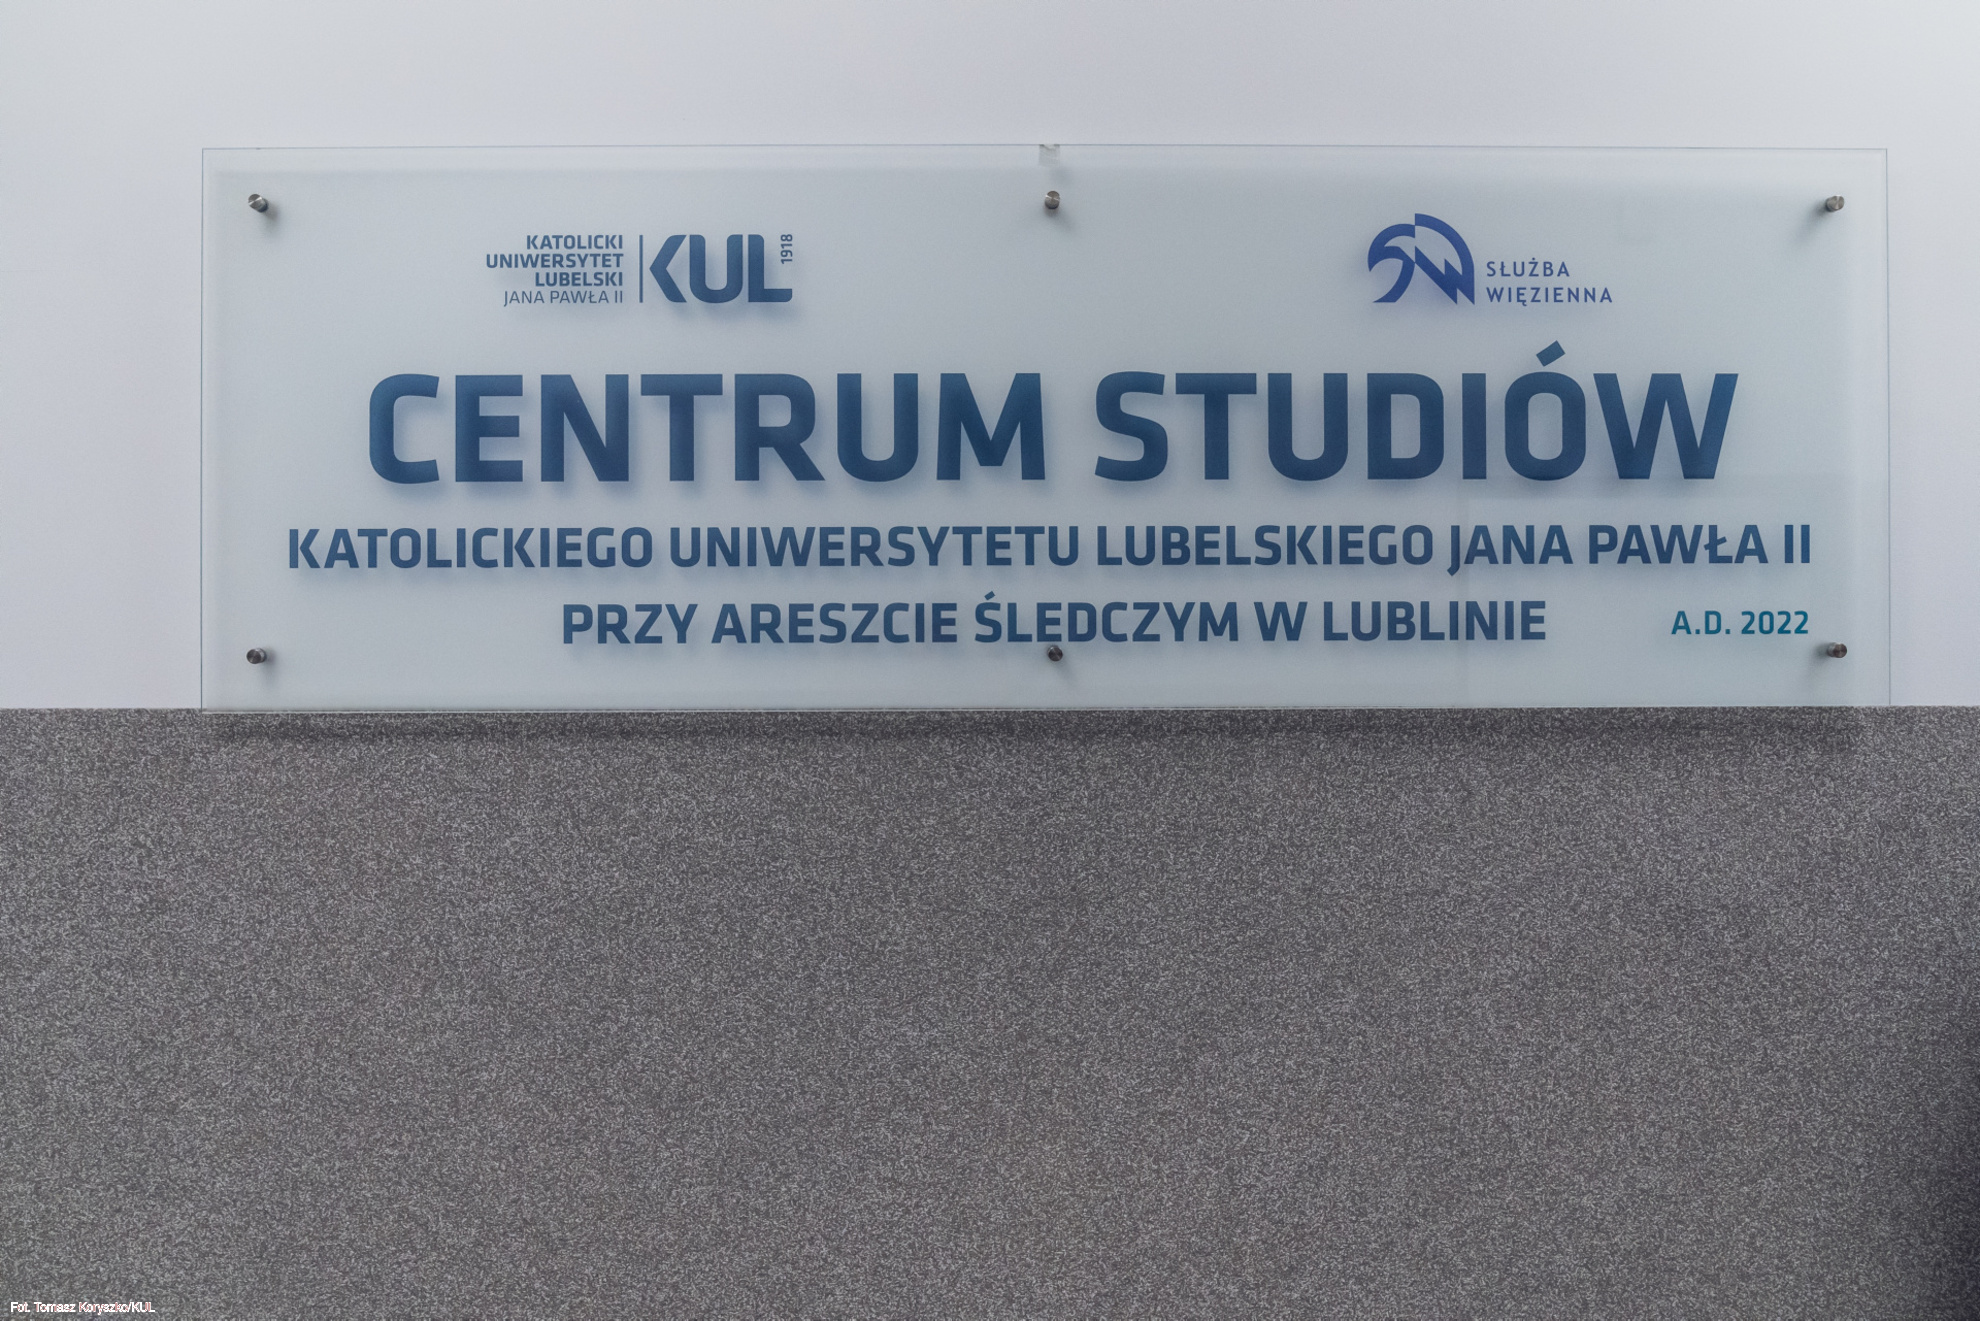 KATOLICKI
UNIWERSYTET
LUBELSKI
JANA PAWŁA II
KUL
1918
SŁUŻBA
WIĘZIENNA
CENTRUM STUDIÓW
KATOLICKIEGO UNIWERSYTETU LUBELSKIEGO JANA PAWŁA II
PRZY ARESZCIE ŚLEDCZYM W LUBLINIE
A.D. 2022
Fot. Tomasz Koryszko/KUL